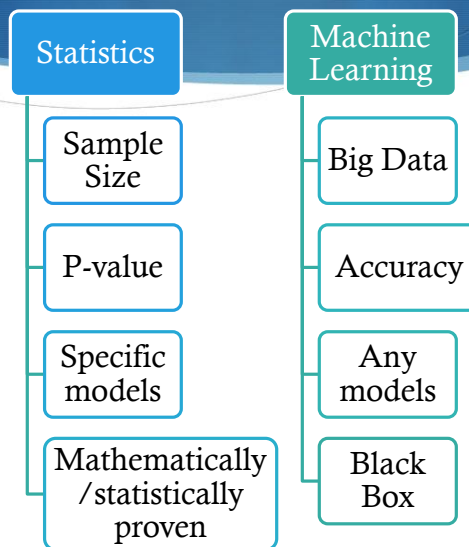 Statistics
Sample
Size
P-value
Specific
models
Mathematically
/statistically
proven
Machine
Learning
Big Data
Accuracy
Any
models
Black
Box